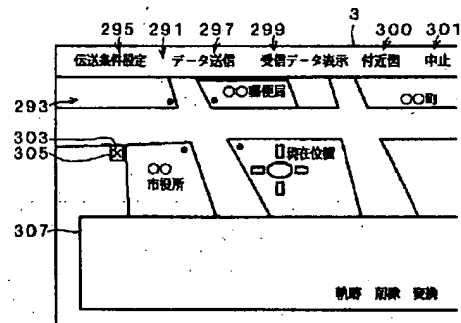 295 291 297 299 3 300 301
伝送条件設定 データ送信 受信データ表示 付近図 中止
293
○○郵便局
○○町
303
305
○○
市役所
現在位置
307
軌跡 削除 変換